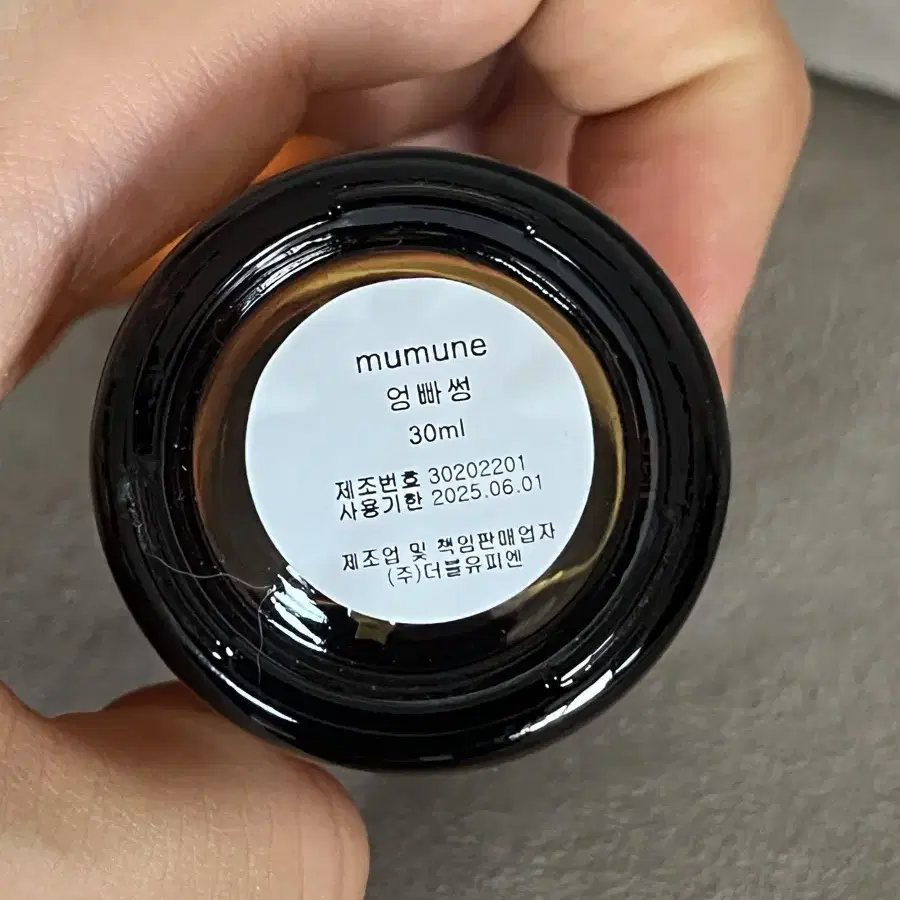 mumune
엉빠썽
30ml
제조번호 30202201
사용기한 2025.06.01
제조업 및 책임판매업자
(주)더블유피엔